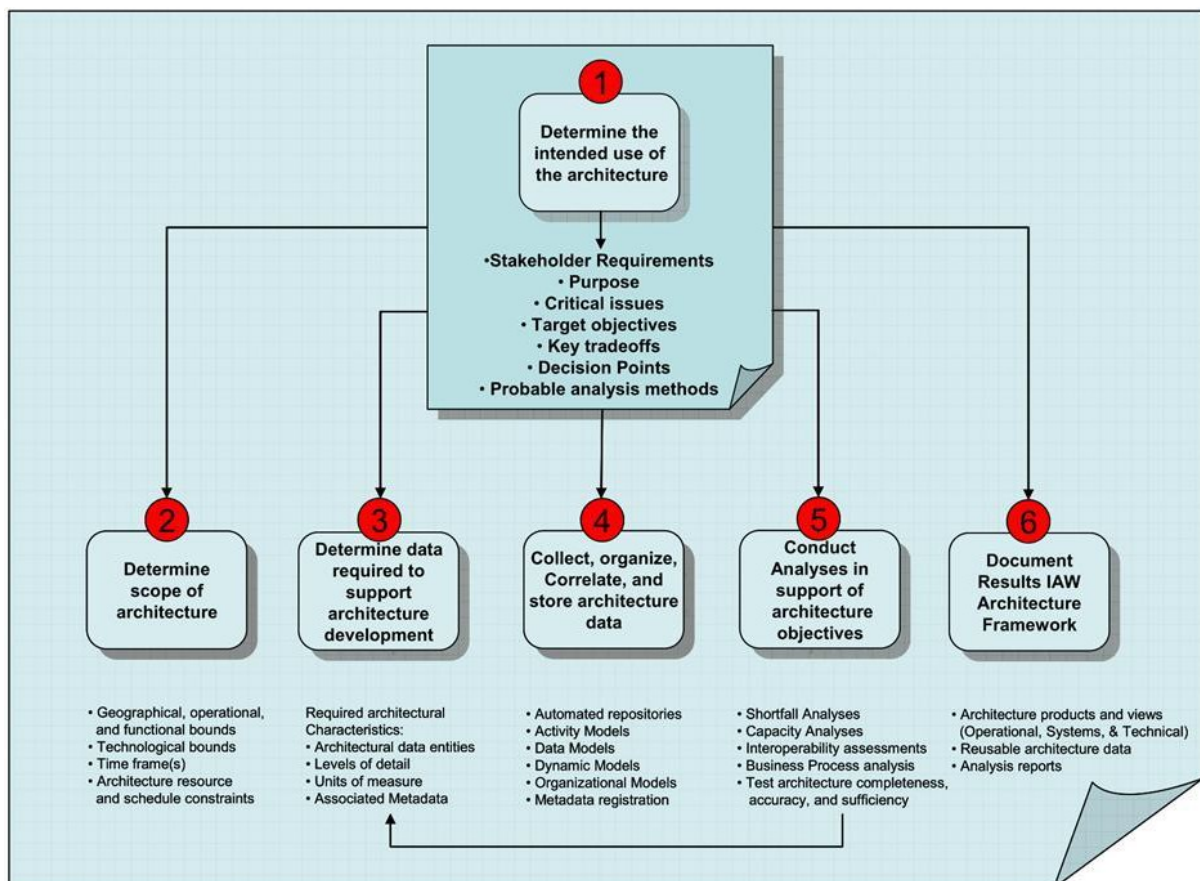 1
Determine the
intended use of
the architecture
•Stakeholder Requirements
• Purpose
• Critical issues
• Target objectives
• Key tradeoffs
• Decision Points
• Probable analysis methods
2
Determine scope
of architecture
• Geographical, operational,
and functional bounds
• Technological bounds
• Time frame(s)
• Architecture resource
and schedule constraints
3
Determine data
required to
support
architecture
development
Required architectural
Characteristics:
• Architectural data entities
• Levels of detail
• Units of measure
• Associated Metadata
4
Collect, organize,
Correlate, and
store architecture
data
• Automated repositories
• Activity Models
• Data Models
• Dynamic Models
• Organizational Models
• Metadata registration
5
Conduct
Analyses in
support of
architecture
objectives
• Shortfall Analyses
• Capacity Analyses
• Interoperability assessments
• Business Process analysis
• Test architecture completeness,
accuracy, and sufficiency
6
Document
Results IAW
Architecture
Framework
• Architecture products and views
(Operational, Systems, & Technical)
• Reusable architecture data
• Analysis reports